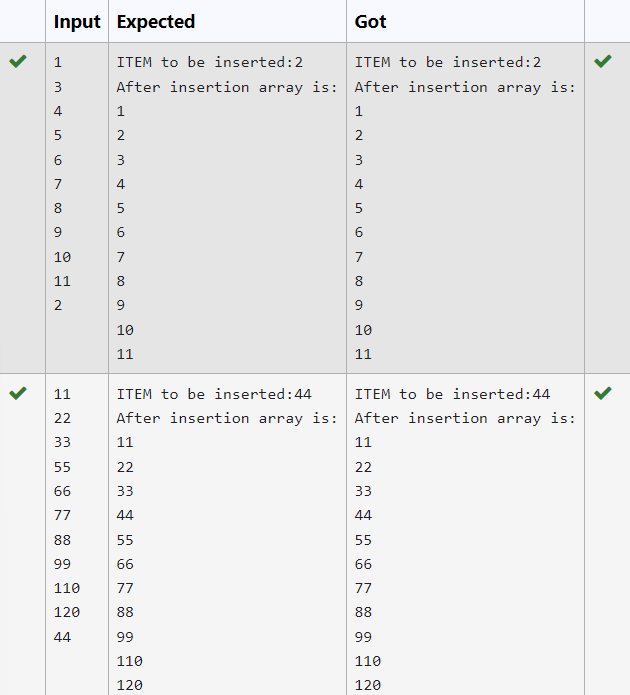 Input Expected Got
1 ITEM to be inserted:2 ITEM to be inserted:2
3 After insertion array is: After insertion array is:
4 1 1
5 2 2
6 3 3
7 4 4
8 5 5
9 6 6
10 7 7
11 8 8
2 9 9
10 10
11 11
11 ITEM to be inserted:44 ITEM to be inserted:44
22 After insertion array is: After insertion array is:
33 11 11
55 22 22
66 33 33
77 44 44
88 55 55
99 66 66
110 77 77
120 88 88
44 99 99
110 110
120 120